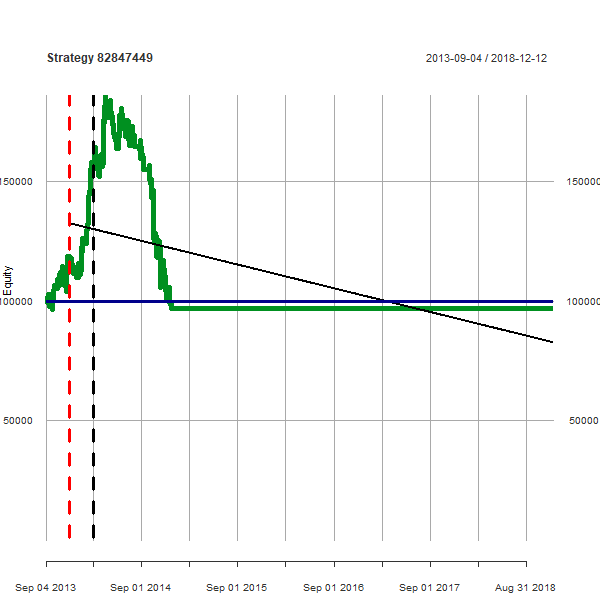 Strategy 82847449
2013-09-04 / 2018-12-12
150000
150000
Equity
100000
100000
50000
50000
Sep 04 2013
Sep 01 2014
Sep 01 2015
Sep 01 2016
Sep 01 2017
Aug 31 2018